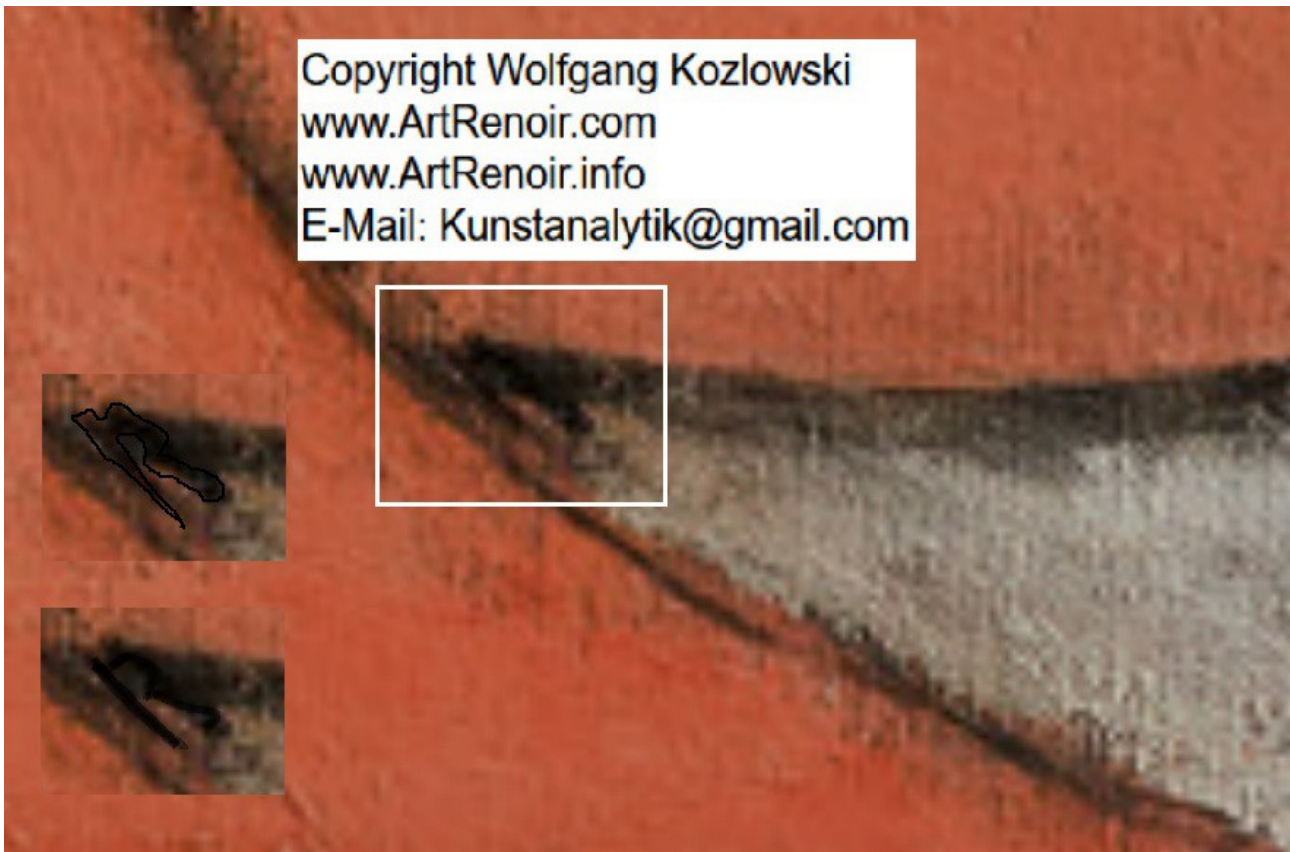 Copyright Wolfgang Kozlowski
www.ArtRenoir.com
www.ArtRenoir.info
E-Mail: Kunstanalytik@gmail.com